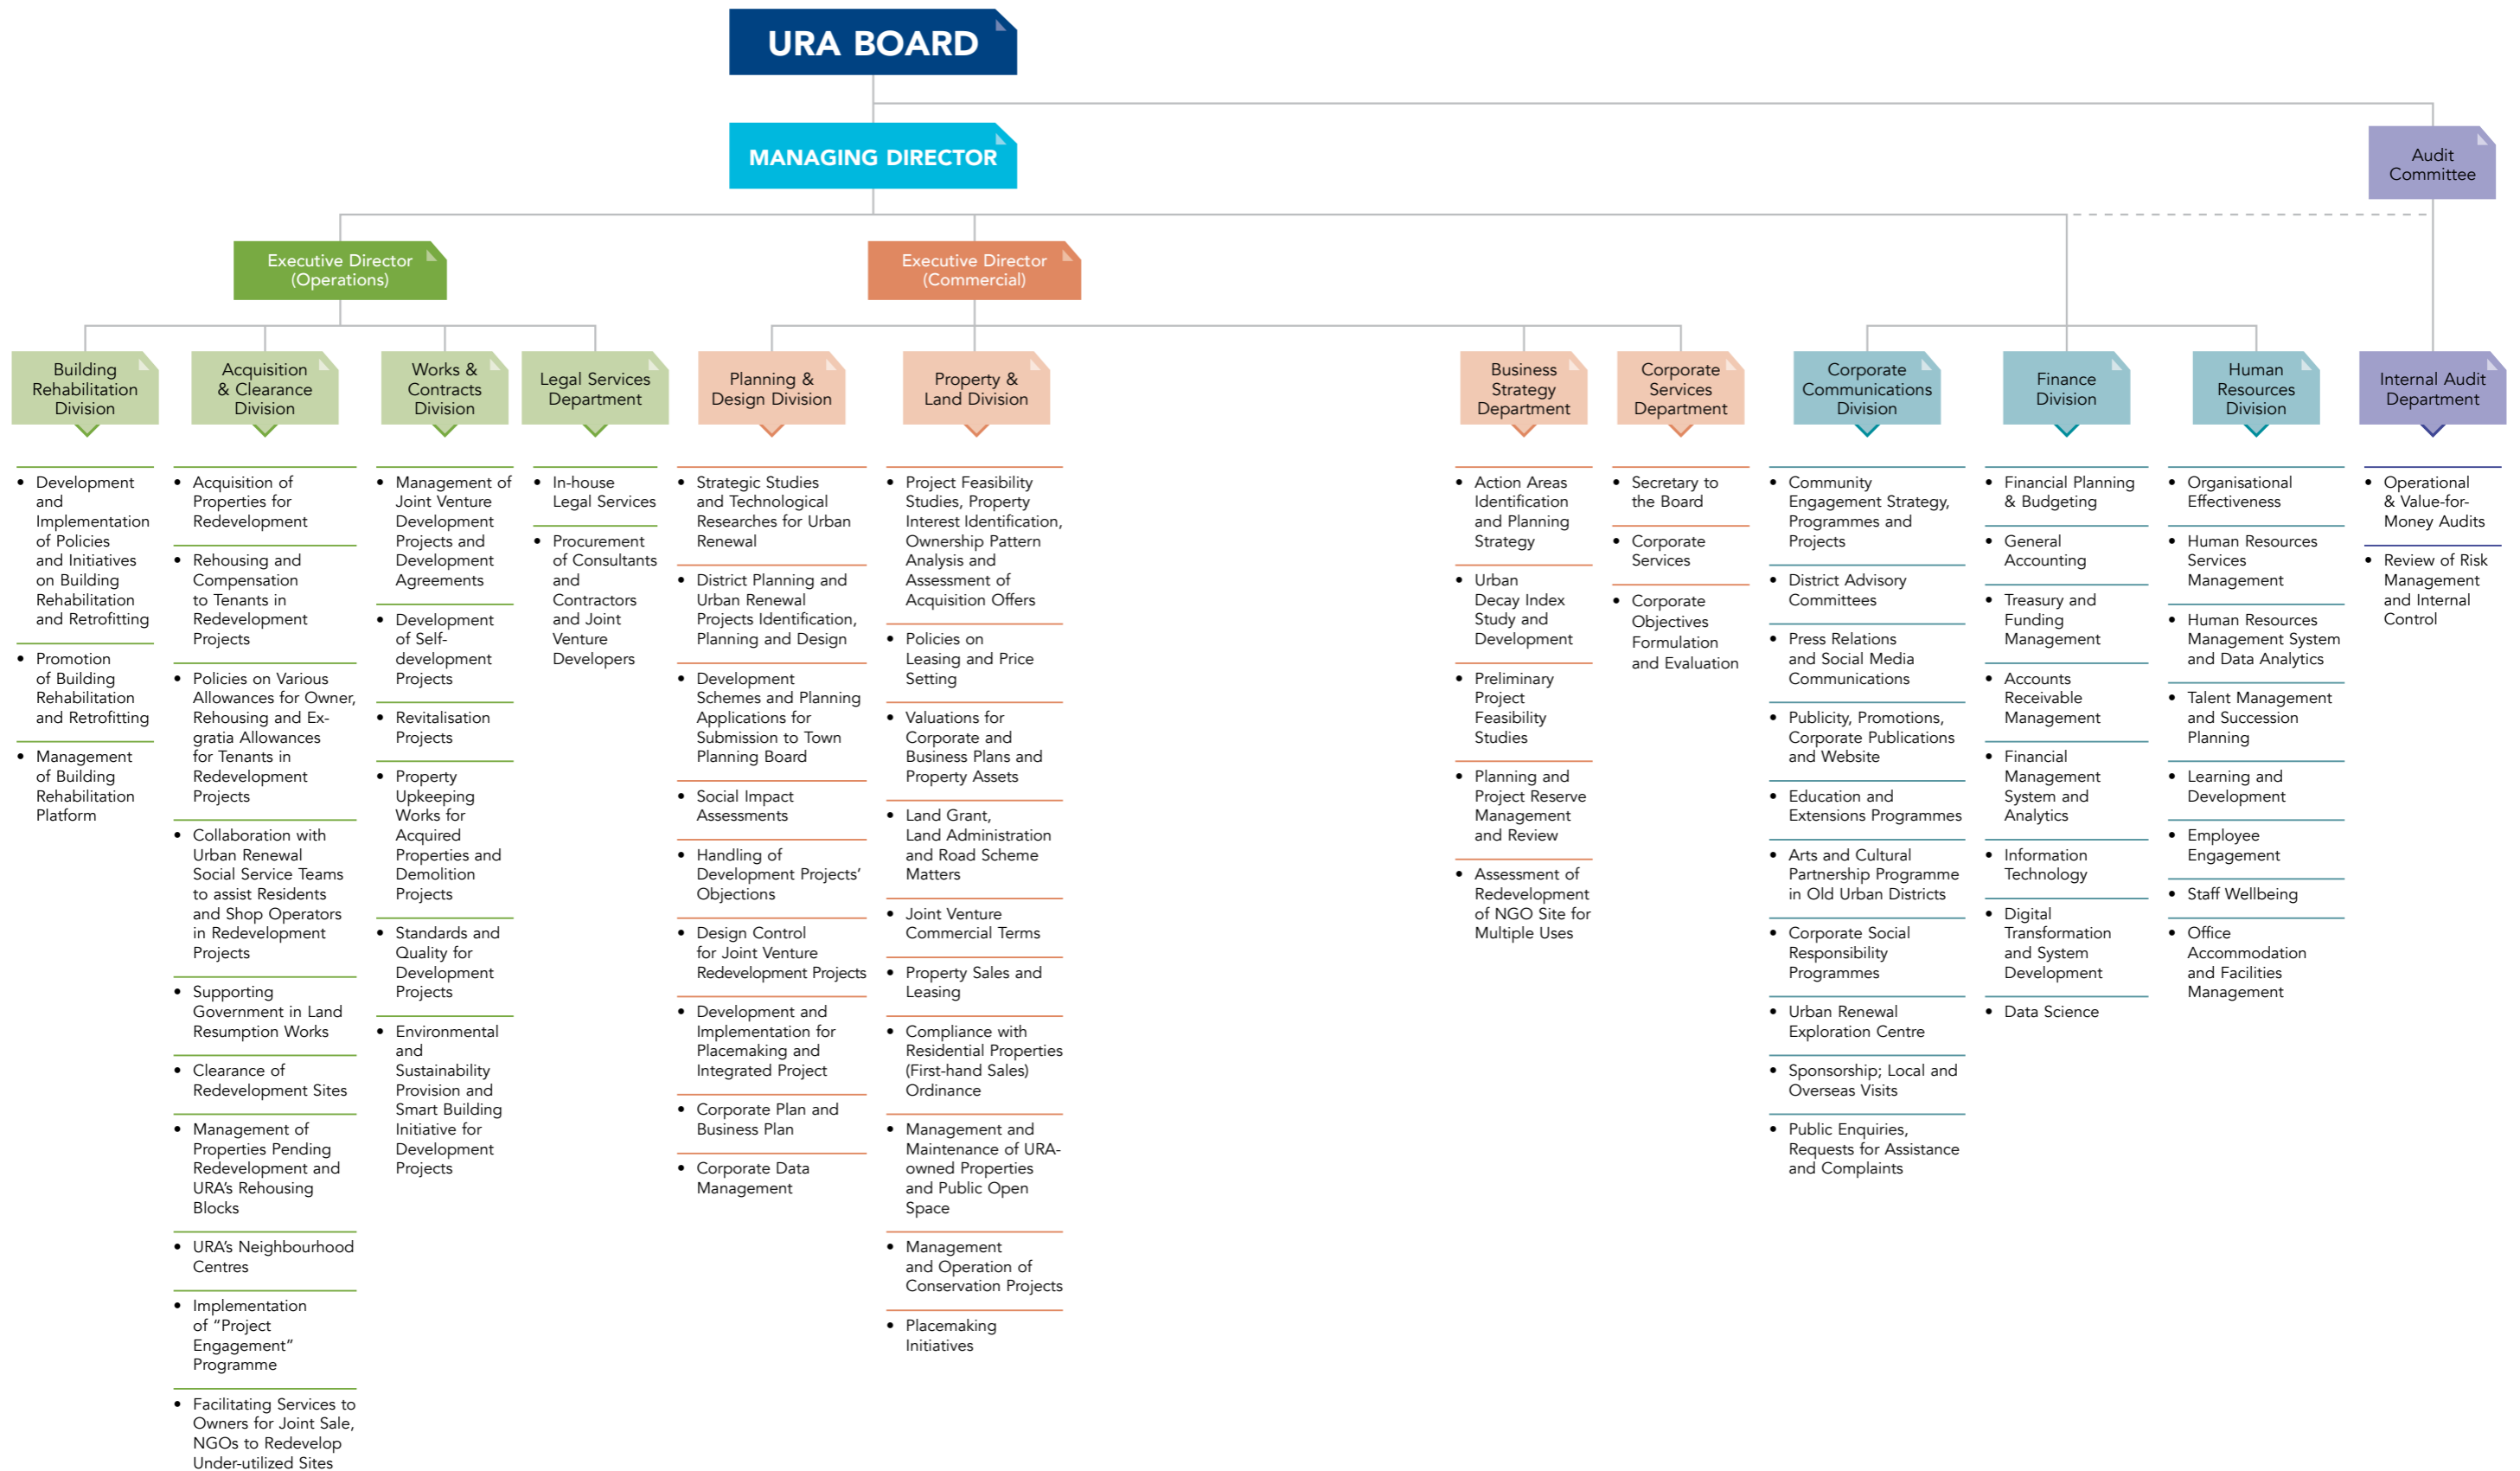 URA BOARD
MANAGING DIRECTOR
Audit
Committee
Executive Director
(Operations)
Executive Director
(Commercial)
Building
Rehabilitation
Division
Acquisition
& Clearance
Division
Works &
Contracts
Division
Legal Services
Department
Planning &
Design Division
Property &
Land Division
Business
Strategy
Department
Corporate
Services
Department
Corporate
Communications
Division
Finance
Division
Human
Resources
Division
Internal Audit
Department
• Development
and
Implementation
of Policies
and Initiatives
on Building
Rehabilitation
and Retrofitting
• Promotion
of Building
Rehabilitation
and Retrofitting
• Management
of Building
Rehabilitation
Platform
• Acquisition of
Properties for
Redevelopment
• Rehousing and
Compensation
to Tenants in
Redevelopment
Projects
• Policies on Various
Allowances for Owner,
Rehousing and Ex-
gratia Allowances
for Tenants in
Redevelopment
Projects
• Collaboration with
Urban Renewal
Social Service Teams
to assist Residents
and Shop Operators
in Redevelopment
Projects
• Supporting
Government in Land
Resumption Works
• Clearance of
Redevelopment Sites
• Management of
Properties Pending
Redevelopment and
URA’s Rehousing
Blocks
• URA’s Neighbourhood
Centres
• Implementation
of “Project
Engagement”
Programme
• Facilitating Services to
Owners for Joint Sale,
NGOs to Redevelop
Under-utilized Sites
• Management of
Joint Venture
Development
Projects and
Development
Agreements
• Development
of Self-
development
Projects
• Revitalisation
Projects
• Property
Upkeeping
Works for
Acquired
Properties and
Demolition
Projects
• Standards and
Quality for
Development
Projects
• Environmental
and
Sustainability
Provision and
Smart Building
Initiative for
Development
Projects
• In-house
Legal Services
• Procurement
of Consultants
and
Contractors
and Joint
Venture
Developers
• Strategic Studies
and Technological
Researches for Urban
Renewal
• District Planning and
Urban Renewal
Projects Identification,
Planning and Design
• Development
Schemes and Planning
Applications for
Submission to Town
Planning Board
• Social Impact
Assessments
• Handling of
Development Projects’
Objections
• Design Control
for Joint Venture
Redevelopment Projects
• Development and
Implementation for
Placemaking and
Integrated Project
• Corporate Plan and
Business Plan
• Corporate Data
Management
• Project Feasibility
Studies, Property
Interest Identification,
Ownership Pattern
Analysis and
Assessment of
Acquisition Offers
• Policies on
Leasing and Price
Setting
• Valuations for
Corporate and
Business Plans and
Property Assets
• Land Grant,
Land Administration
and Road Scheme
Matters
• Joint Venture
Commercial Terms
• Property Sales and
Leasing
• Compliance with
Residential Properties
(First-hand Sales)
Ordinance
• Management and
Maintenance of URA-
owned Properties
and Public Open
Space
• Management
and Operation of
Conservation Projects
• Placemaking
Initiatives
• Action Areas
Identification
and Planning
Strategy
• Urban
Decay Index
Study and
Development
• Preliminary
Project
Feasibility
Studies
• Planning and
Project Reserve
Management
and Review
• Assessment of
Redevelopment
of NGO Site for
Multiple Uses
• Secretary to
the Board
• Corporate
Services
• Corporate
Objectives
Formulation
and Evaluation
• Community
Engagement Strategy,
Programmes and
Projects
• District Advisory
Committees
• Press Relations
and Social Media
Communications
• Publicity, Promotions,
Corporate Publications
and Website
• Education and
Extensions Programmes
• Arts and Cultural
Partnership Programme
in Old Urban Districts
• Corporate Social
Responsibility
Programmes
• Urban Renewal
Exploration Centre
• Sponsorship; Local and
Overseas Visits
• Public Enquiries,
Requests for Assistance
and Complaints
• Financial Planning
& Budgeting
• General
Accounting
• Treasury and
Funding
Management
• Accounts
Receivable
Management
• Financial
Management
System and
Analytics
• Information
Technology
• Digital
Transformation
and System
Development
• Data Science
• Organisational
Effectiveness
• Human Resources
Services
Management
• Human Resources
Management System
and Data Analytics
• Talent Management
and Succession
Planning
• Learning and
Development
• Employee
Engagement
• Staff Wellbeing
• Office
Accommodation
and Facilities
Management
• Operational
& Value-for-
Money Audits
• Review of Risk
Management
and Internal
Control